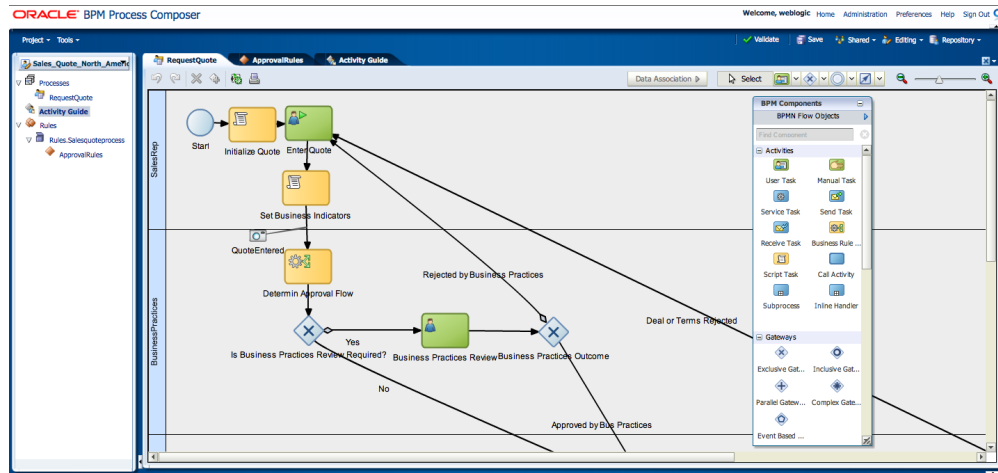 ORACLE BPM Process Composer
Welcome, weblogic Home Administration Preferences Help Sign Out
Project Tools
Validate Save Shared Editing Repository
Sales_Quote_North_Americ
RequestQuote ApprovalRules Activity Guide
Data Association Select
Processes
RequestQuote
Activity Guide
Rules
Rules.Salesquoteprocess
ApprovalRules
SalesRep
Start
Initialize Quote
Enter Quote
Set Business Indicators
QuoteEntered
BusinessPractices
Determin Approval Flow
Rejected by Business Practices
Deal or Terms Rejected
Is Business Practices Review Required?
Yes
Business Practices Review
Business Practices Outcome
No
Approved by Bus Practices
BPM Components
BPMN Flow Objects
Find Component
Activities
User Task Manual Task
Service Task Send Task
Receive Task Business Rule ...
Script Task Call Activity
Subprocess Inline Handler
Gateways
Exclusive Gat... Inclusive Gat...
Parallel Gatew... Complex Gate...
Event Based ...